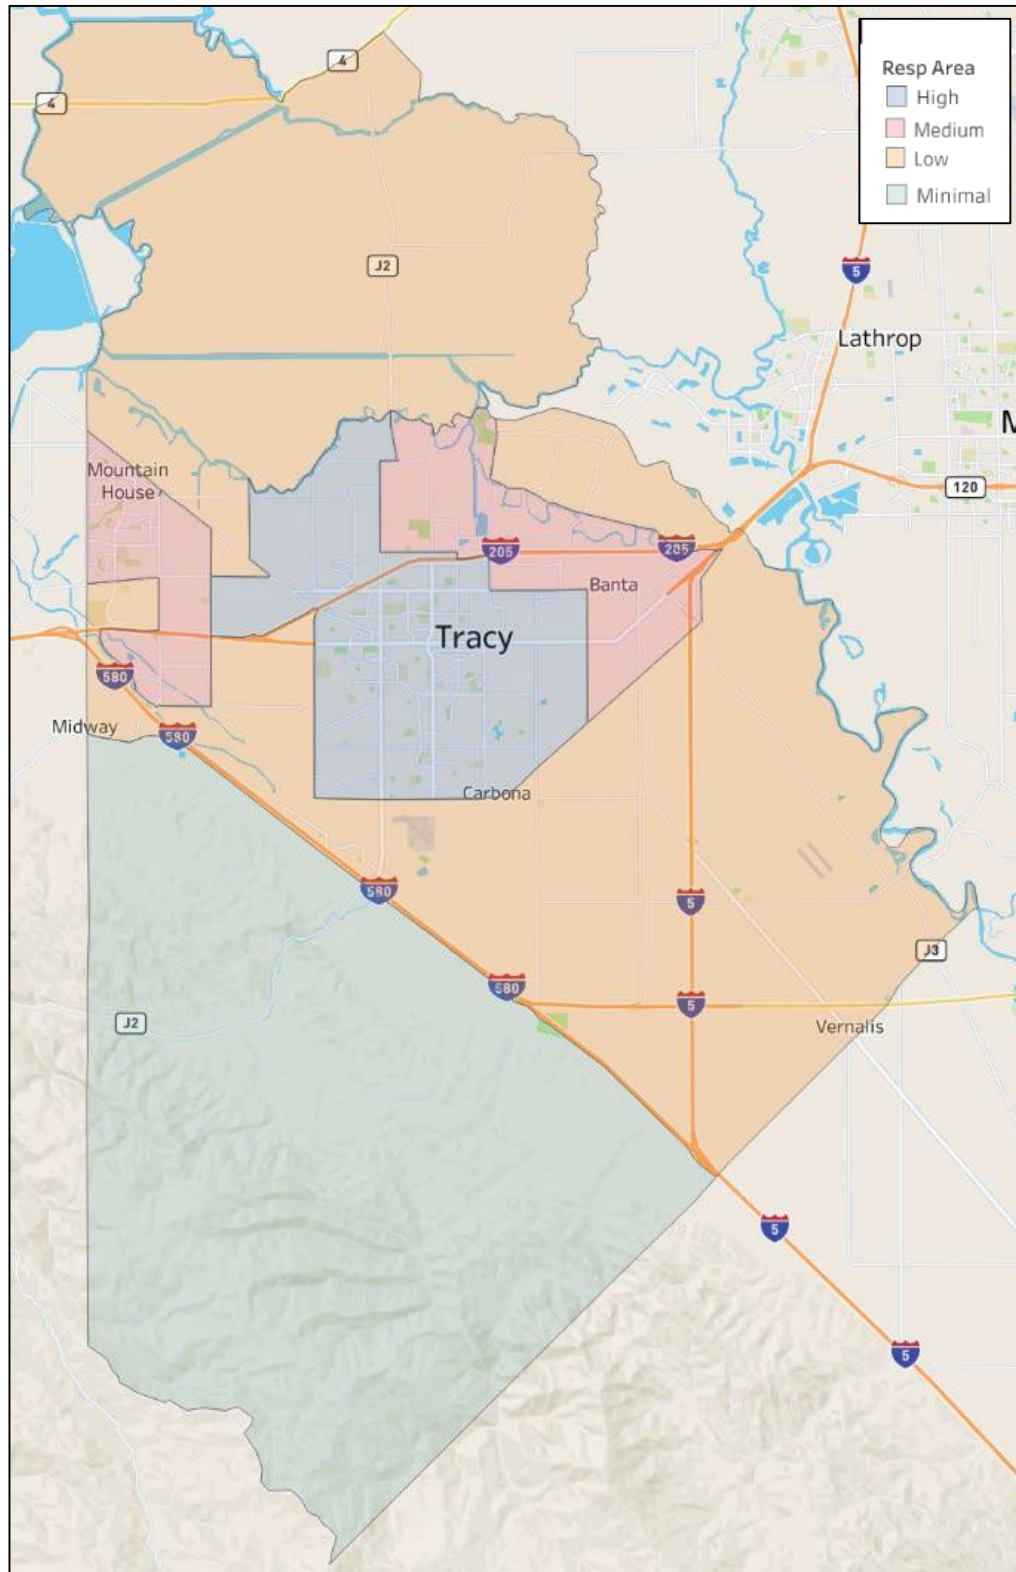 4
4
Resp Area
High
Medium
Low
Minimal
J2
5
Lathrop
M
Mountain
House
120
205
205
Banta
Tracy
580
Midway
580
Carbona
580
5
J3
580
5
J2
Vernalis
5
5